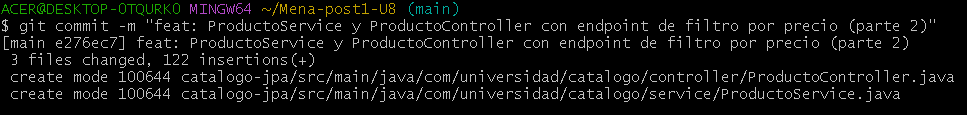 ACER@DESKTOP-OTQURKO MINGW64 ~/Mena-post1-U8 (main)
$ git commit -m "feat: ProductoService y ProductoController con endpoint de filtro por precio (parte 2)"
[main e276ec7] feat: ProductoService y ProductoController con endpoint de filtro por precio (parte 2)
 3 files changed, 122 insertions(+)
 create mode 100644 catalogo-jpa/src/main/java/com/universidad/catalogo/controller/ProductoController.java
 create mode 100644 catalogo-jpa/src/main/java/com/universidad/catalogo/service/ProductoService.java